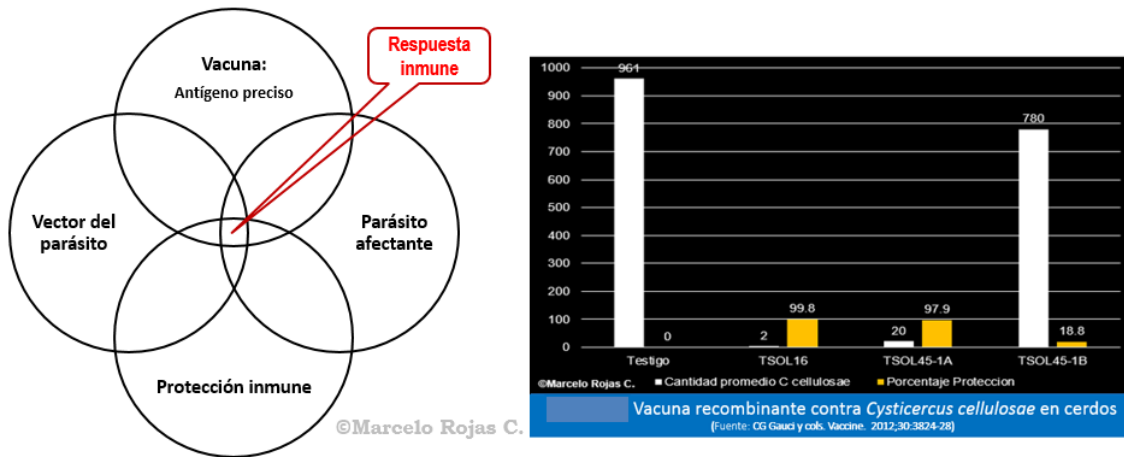 Vacuna:
Antígeno preciso
Respuesta
inmune
Vector del
parásito
Parásito
afectante
Protección inmune
©Marcelo Rojas C.
1000
900
800
700
600
500
400
300
200
100
0
961
0
2
99.8
20
97.9
780
18.8
Testigo
TSOL16
TSOL45-1A
TSOL45-1B
©Marcelo Rojas C.
Cantidad promedio C cellulosae
Porcentaje Proteccion
Vacuna recombinante contra Cysticercus cellulosae en cerdos
(Fuente: CG Gauci y cols. Vaccine. 2012;30:3824-28)